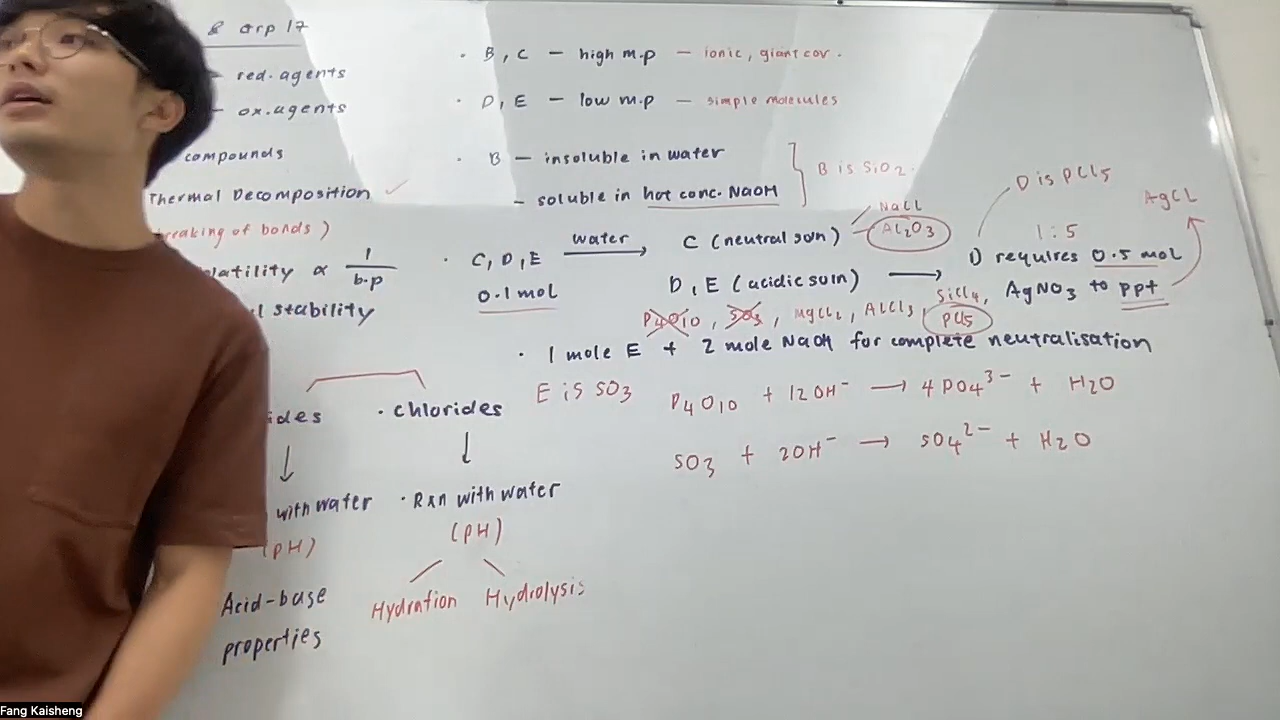 & Grp 17
- red. agents
- ox. agents
compounds
Thermal Decomposition ✓
reaking of bonds )
latility ∝ 1/b.p
l stability
ides
with water
(pH)
Acid-base
properties
· chlorides
· Rxn with water
(pH)
Hydration Hydrolysis
· B, C – high m.p – ionic, giant cov.
· D, E – low m.p – simple molecules
· B – insoluble in water
– soluble in hot conc. NaOH
B is SiO2.
· C, D, E water → C (neutral soln)
0.1 mol
NaCl
Al2O3
D, E (acidic soln) →
D is PCl5
AgCl
1:5
D requires 0.5 mol
AgNO3 to ppt
P4O10, SO3, MgCl2, AlCl3, SiCl4, PCl5
· 1 mole E + 2 mole NaOH for complete neutralisation
E is SO3
P4O10 + 12OH⁻ → 4PO4³⁻ + H2O
SO3 + 2OH⁻ → SO4²⁻ + H2O
Fang Kaisheng